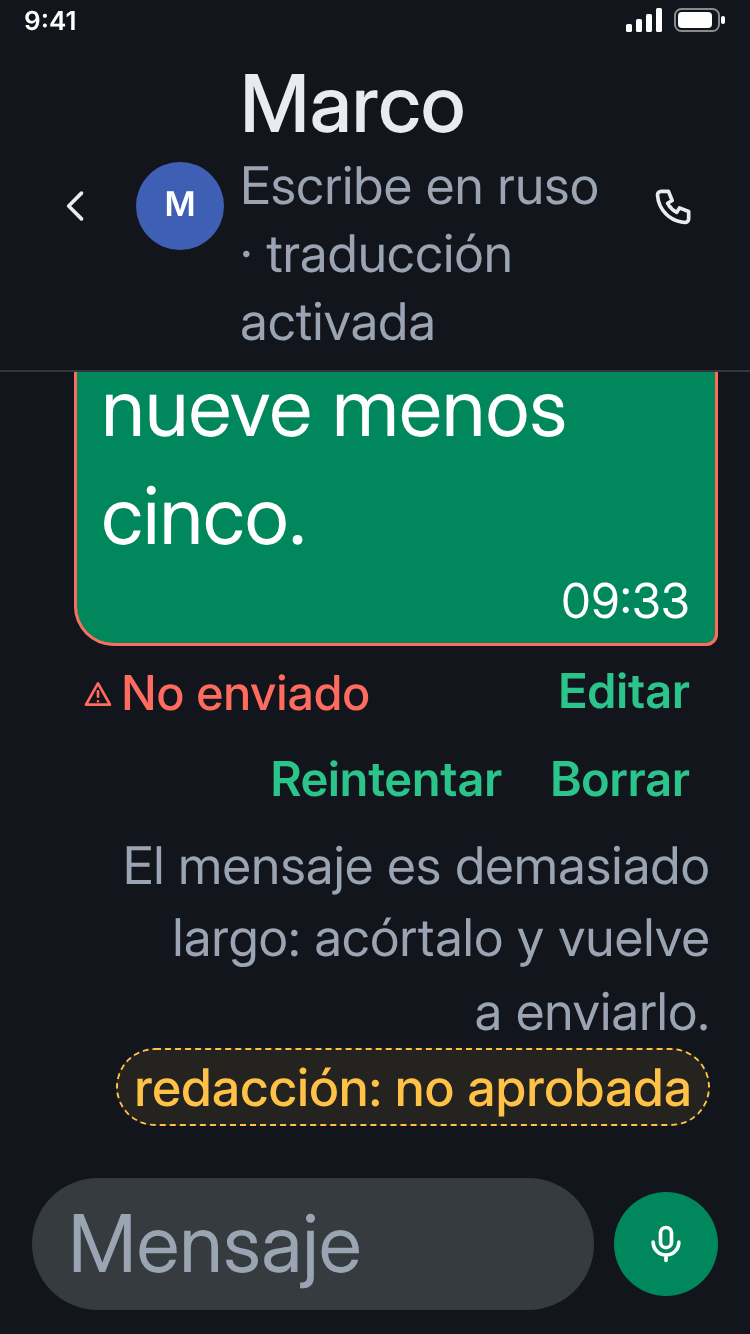 9:41
Marco
M
Escribe en ruso
· traducción
activada
nueve menos
cinco.
09:33
No enviado
Editar
Reintentar
Borrar
El mensaje es demasiado
largo: acórtalo y vuelve
a enviarlo.
redacción: no aprobada
Mensaje